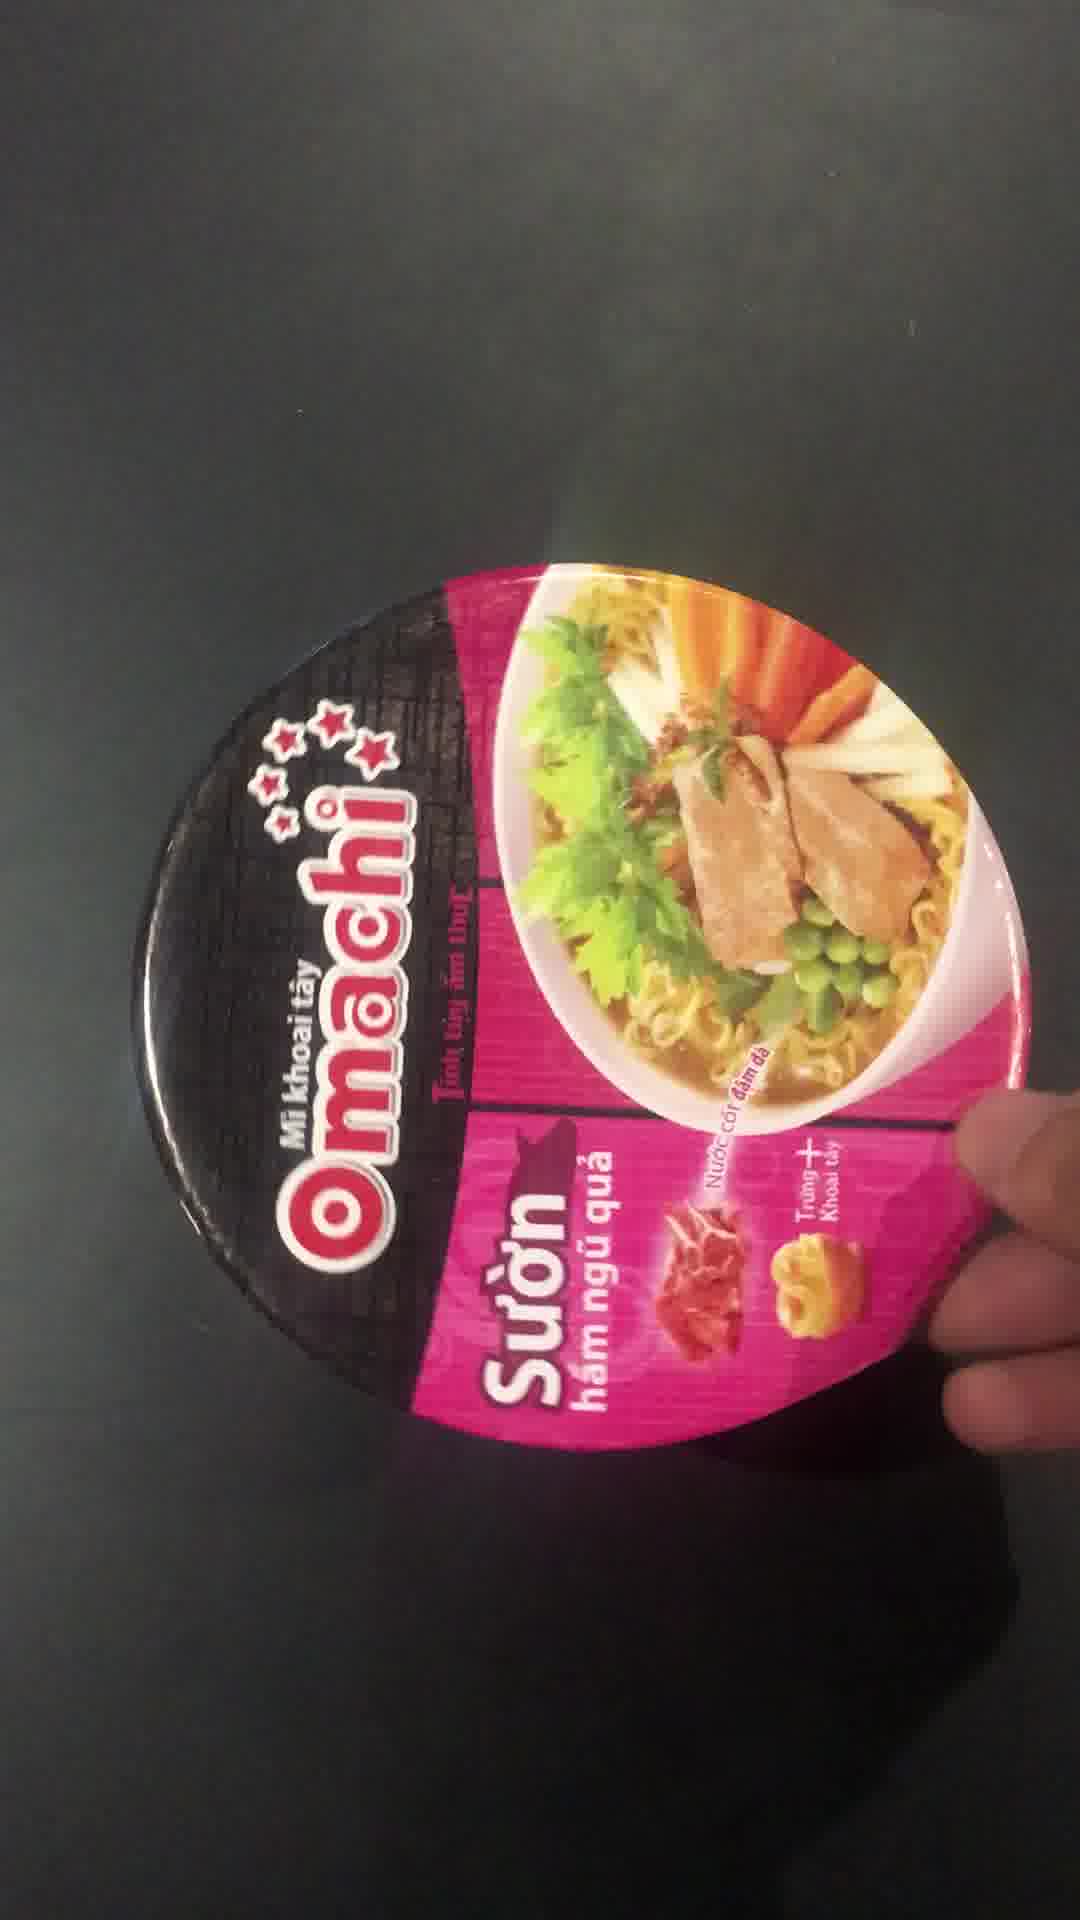 Mì khoai tây
Omachi
Tinh túy ẩm thực
Sườn
hầm ngũ quả
Nước cốt đậm đà
Trứng +
Khoai tây